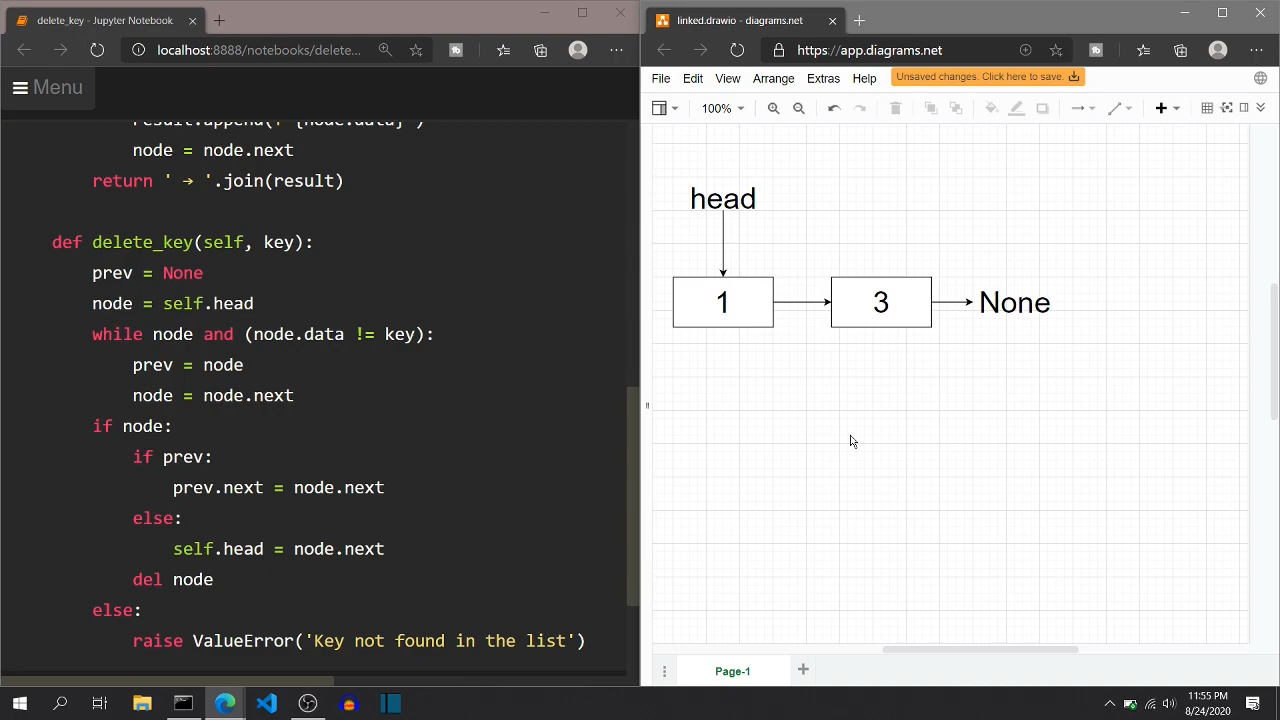 delete_key - Jupyter Notebook
localhost:8888/notebooks/delete...
Menu
node = node.next
return ' → '.join(result)
def delete_key(self, key):
prev = None
node = self.head
while node and (node.data != key):
prev = node
node = node.next
if node:
if prev:
prev.next = node.next
else:
self.head = node.next
del node
else:
raise ValueError('Key not found in the list')
linked.drawio - diagrams.net
https://app.diagrams.net
File Edit View Arrange Extras Help Unsaved changes. Click here to save.
100%
head
1 3 None
Page-1
11:55 PM
8/24/2020